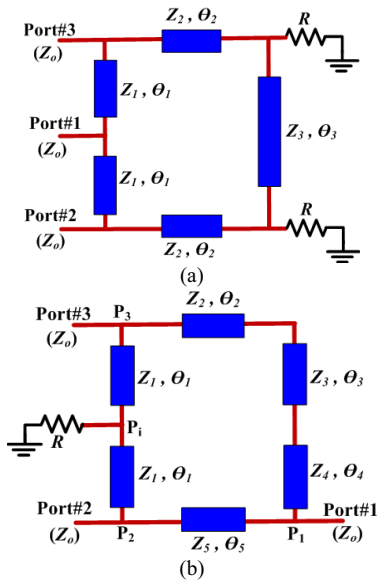 Port#3
(Zo)
Z2 , Θ2
R
Z1 , Θ1
Port#1
(Zo)
Z3 , Θ3
Z1 , Θ1
Port#2
(Zo)
R
Z2 , Θ2
(a)
P3
Z2 , Θ2
Port#3
(Zo)
Z1 , Θ1
Z3 , Θ3
R
Pi
Z1 , Θ1
Z4 , Θ4
Port#2
(Zo)
Port#1
(Zo)
P2
Z5 , Θ5
P1
(b)